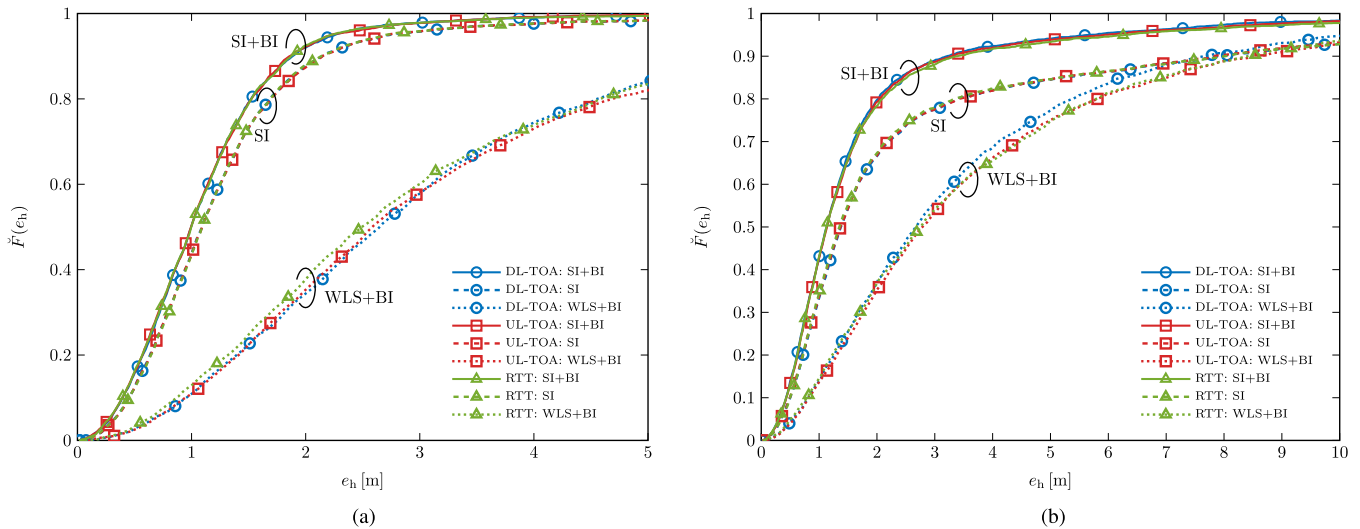 1
0.8
0.6
0.4
0.2
0
F̆(eₕ)
0 1 2 3 4 5
eₕ [m]
SI+BI
SI
WLS+BI
DL-TOA: SI+BI
DL-TOA: SI
DL-TOA: WLS+BI
UL-TOA: SI+BI
UL-TOA: SI
UL-TOA: WLS+BI
RTT: SI+BI
RTT: SI
RTT: WLS+BI
(a)
1
0.9
0.8
0.7
0.6
0.5
0.4
0.3
0.2
0.1
0
F̆(eₕ)
0 1 2 3 4 5 6 7 8 9 10
eₕ [m]
SI+BI
SI
WLS+BI
DL-TOA: SI+BI
DL-TOA: SI
DL-TOA: WLS+BI
UL-TOA: SI+BI
UL-TOA: SI
UL-TOA: WLS+BI
RTT: SI+BI
RTT: SI
RTT: WLS+BI
(b)